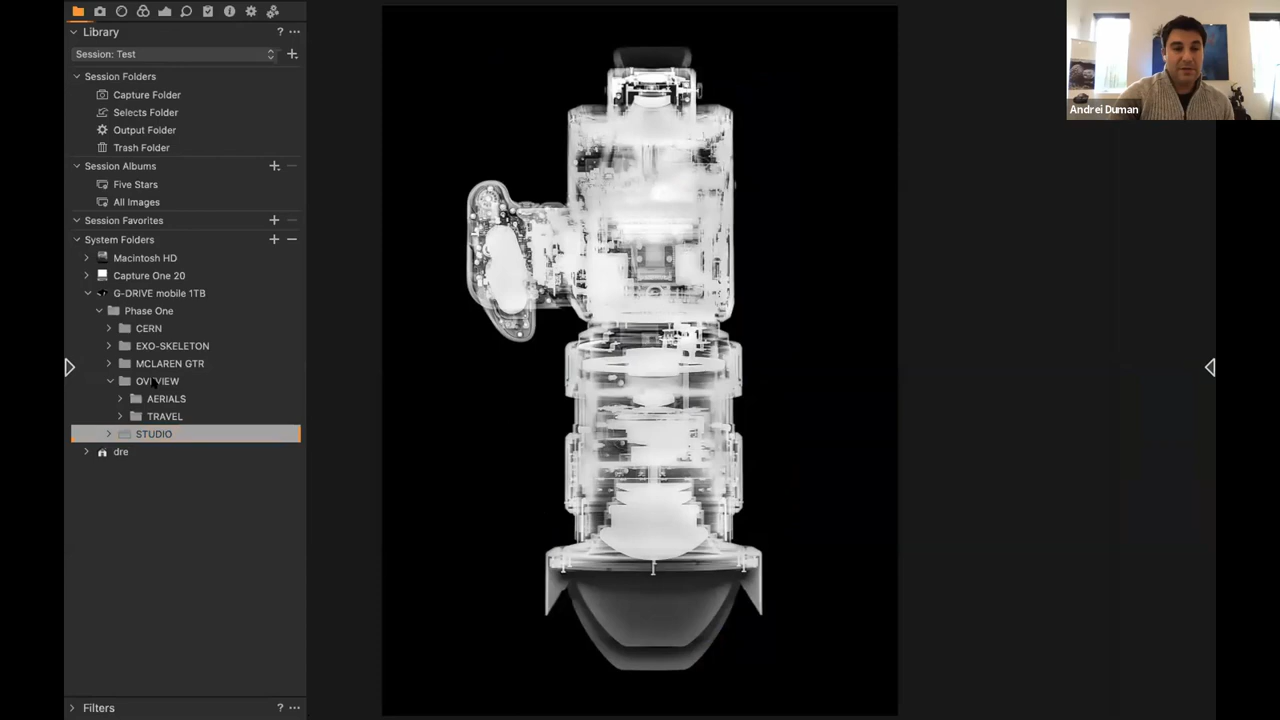 Library
? ...
Session: Test
Session Folders
Capture Folder
Selects Folder
Output Folder
Trash Folder
Session Albums
Five Stars
All Images
Session Favorites
System Folders
Macintosh HD
Capture One 20
G-DRIVE mobile 1TB
Phase One
CERN
EXO-SKELETON
MCLAREN GTR
AERIALS
TRAVEL
STUDIO
dre
Filters
? ...
Andrei Duman